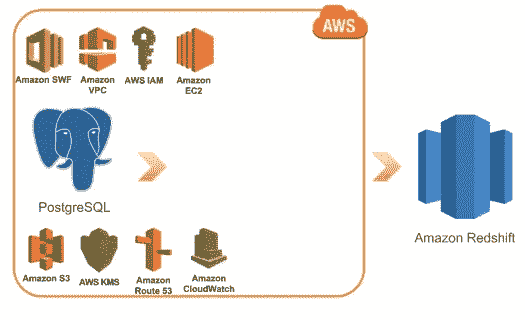 AWS
Amazon SWF
Amazon
VPC
AWS IAM
Amazon
EC2
PostgreSQL
Amazon Redshift
Amazon S3
AWS KMS
Amazon
Route 53
Amazon
CloudWatch